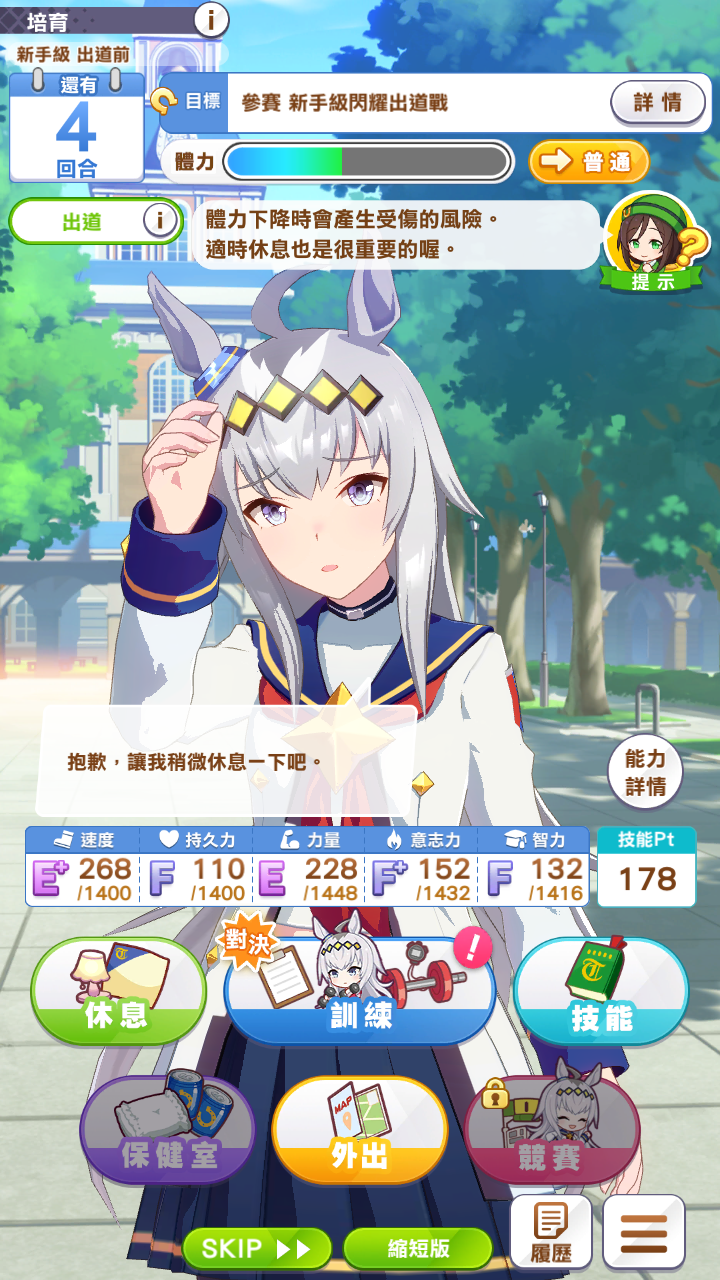 培育
新手級 出道前
還有
4
回合
目標
參賽 新手級閃耀出道戰
詳情
體力
普通
出道
體力下降時會產生受傷的風險。
適時休息也是很重要的喔。
提示
抱歉，讓我稍微休息一下吧。
能力
詳情
速度 持久力 力量 意志力 智力 技能Pt
E+ 268 F 110 E 228 F+ 152 F 132 178
/1400 /1400 /1448 /1432 /1416
對決
休息 訓練 技能
MAP
保健室 外出 競賽
SKIP 縮短版 履歷